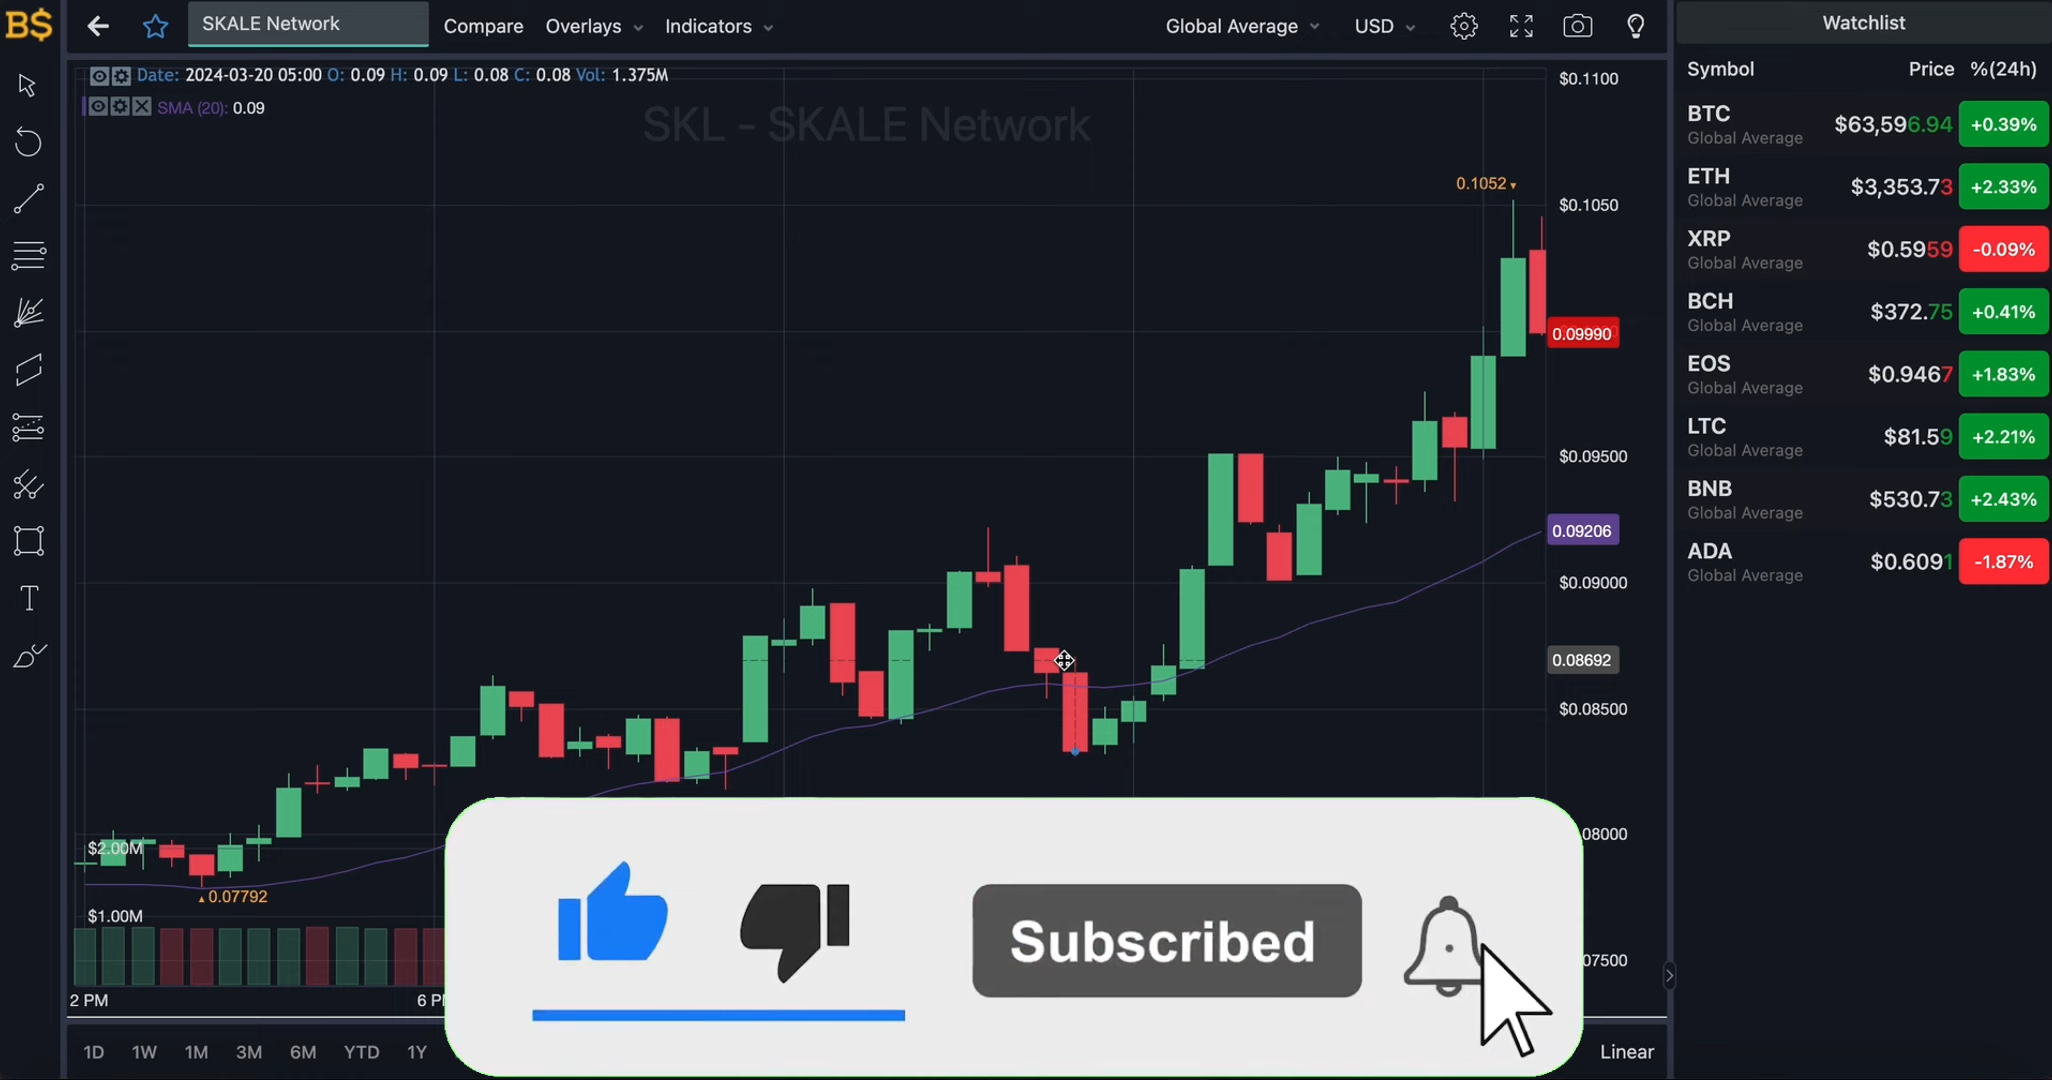 B$
SKALE Network
Compare
Overlays
Indicators
Global Average
USD
Watchlist
Date: 2024-03-20 05:00 O: 0.09 H: 0.09 L: 0.08 C: 0.08 Vol: 1.375M
SMA (20): 0.09
SKL - SKALE Network
Symbol Price %(24h)
BTC $63,596.94 +0.39%
Global Average
ETH $3,353.73 +2.33%
Global Average
XRP $0.5959 -0.09%
Global Average
BCH $372.75 +0.41%
Global Average
EOS $0.9467 +1.83%
Global Average
LTC $81.59 +2.21%
Global Average
BNB $530.73 +2.43%
Global Average
ADA $0.6091 -1.87%
Global Average
$0.1100
0.1052
$0.1050
0.09990
$0.09500
0.09206
$0.09000
0.08692
$0.08500
08000
07500
$2.00M
0.07792
$1.00M
2 PM
6 P
T
Subscribed
1D 1W 1M 3M 6M YTD 1Y
Linear